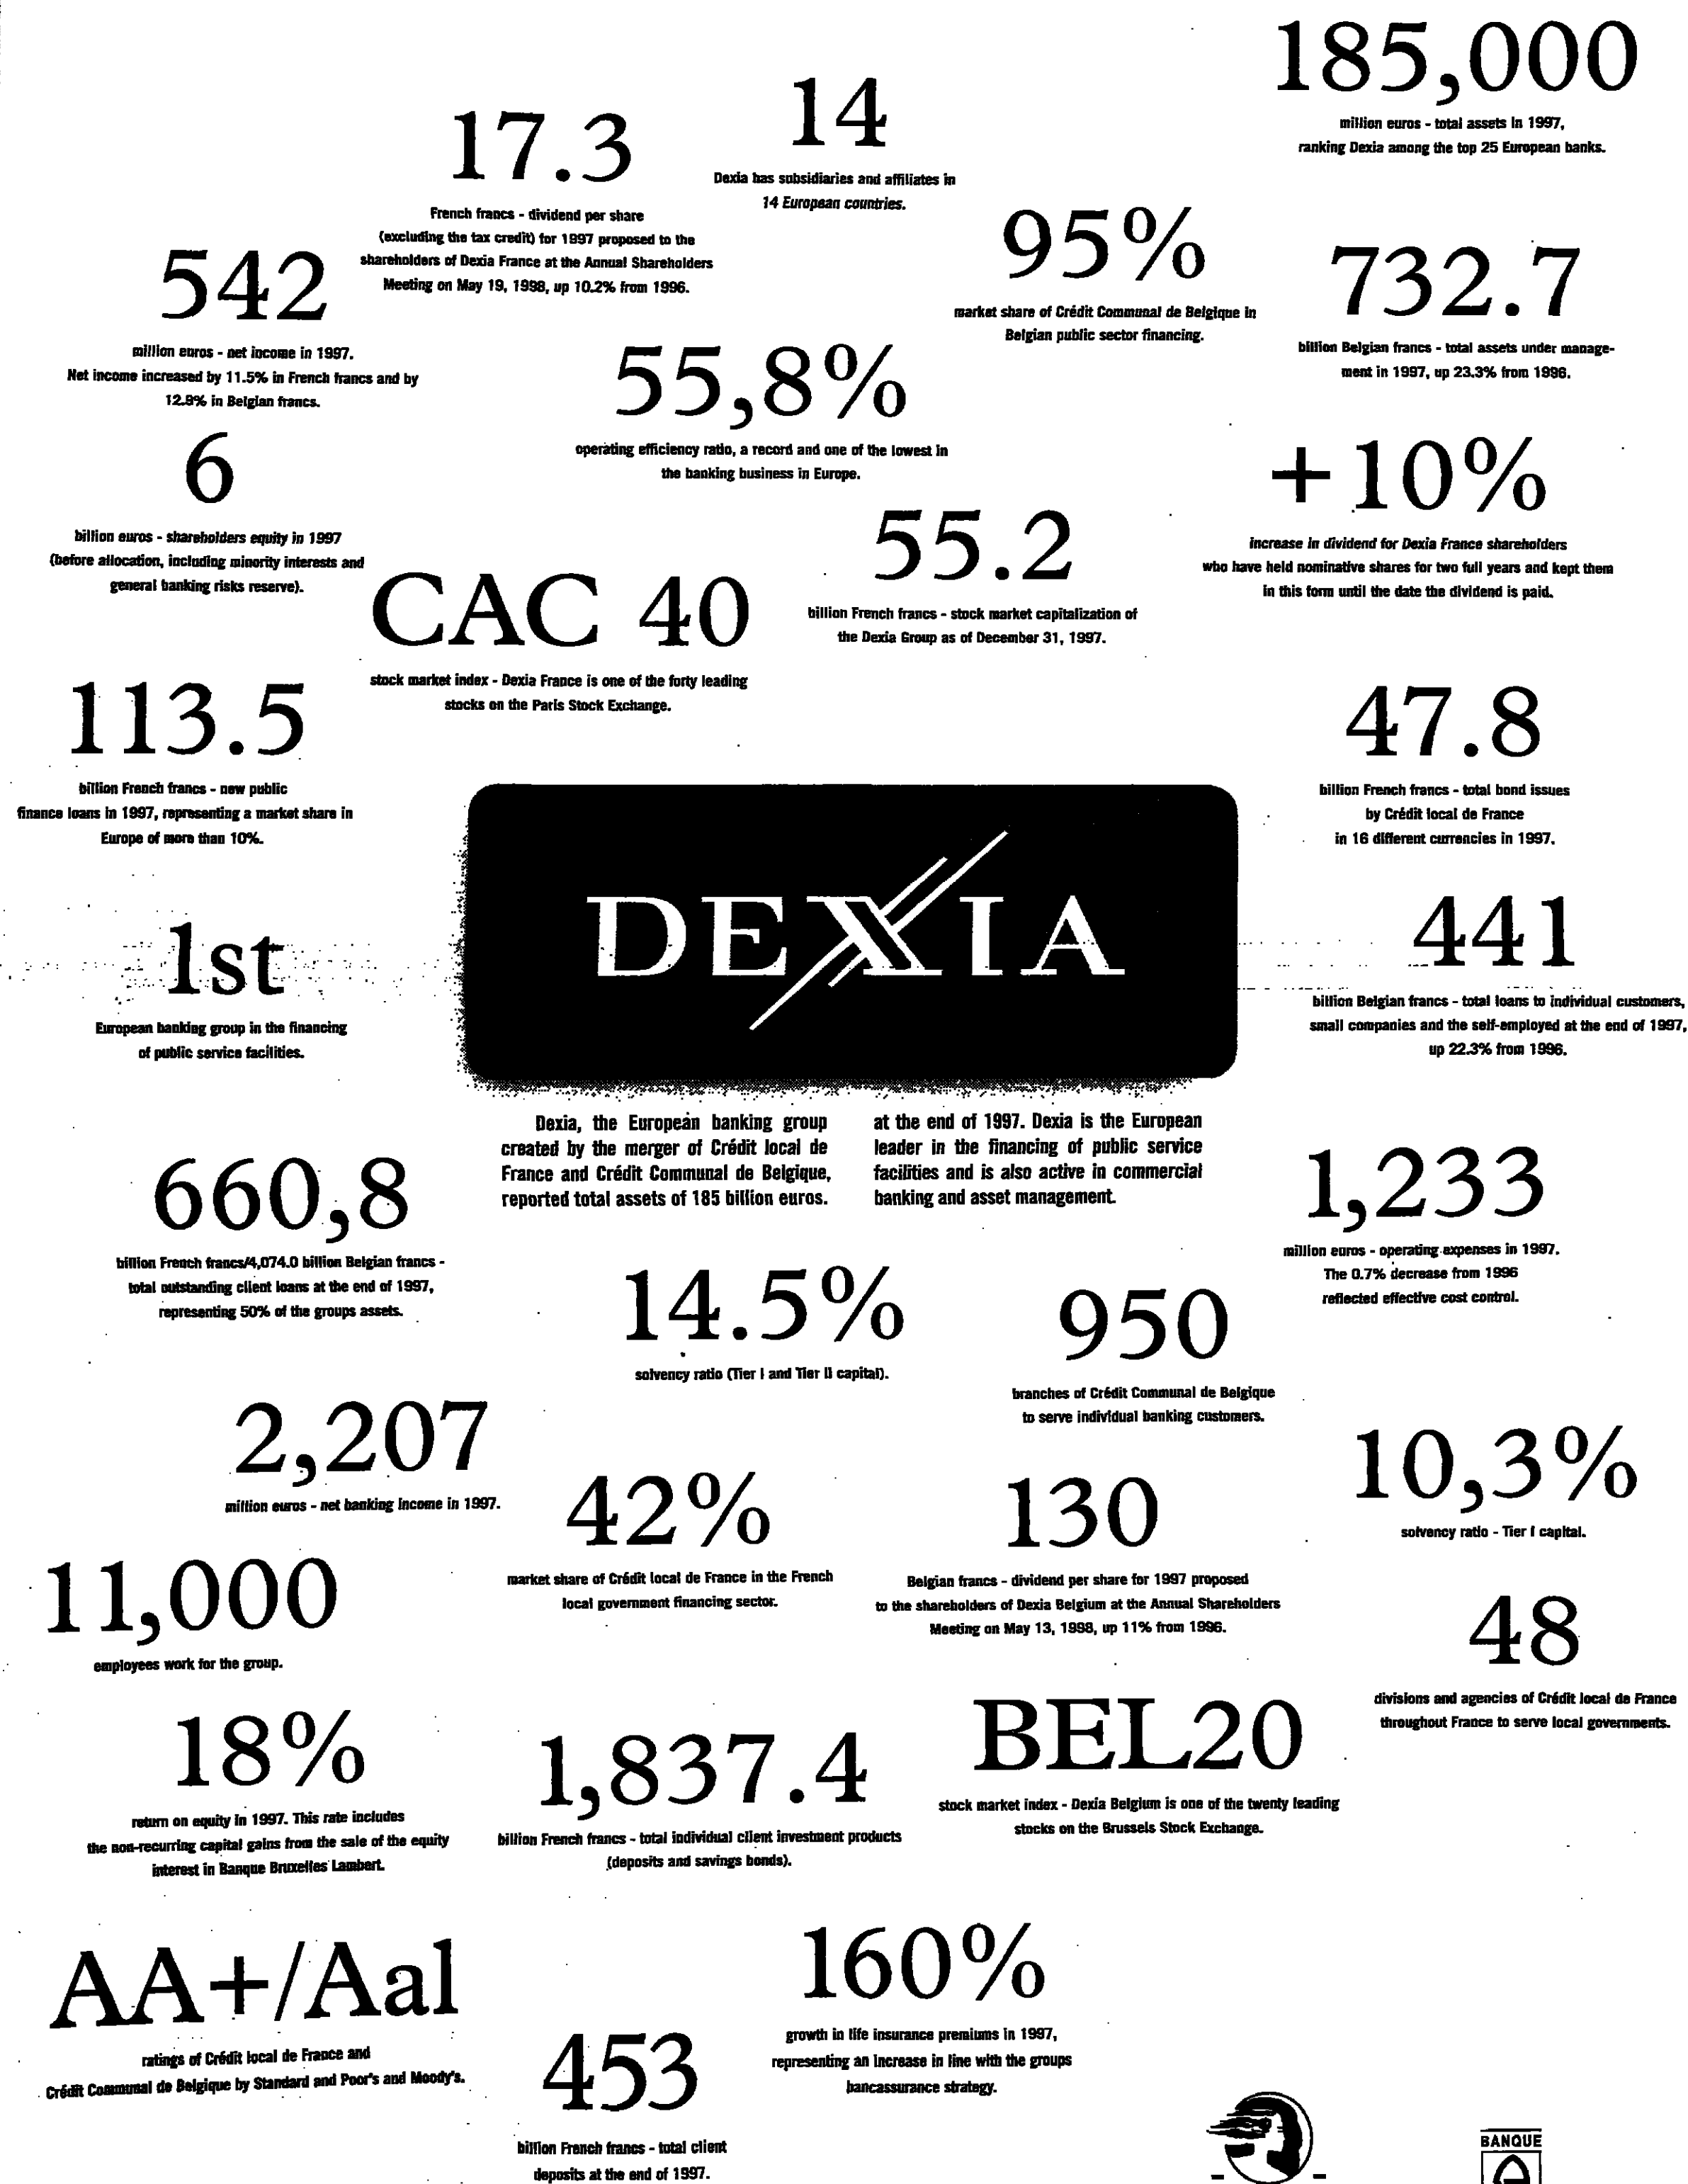 185,000
million euros - total assets in 1997,
ranking Dexia among the top 25 European banks.
14
Dexia has subsidiaries and affiliates in
14 European countries.
17.3
French francs - dividend per share
(excluding the tax credit) for 1997 proposed to the
shareholders of Dexia France at the Annual Shareholders
Meeting on May 19, 1998, up 10.2% from 1996.
95%
market share of Crédit Communal de Belgique in
Belgian public sector financing.
542
million euros - net income in 1997.
Net income increased by 11.5% in French francs and by
12.9% in Belgian francs.
732.7
billion Belgian francs - total assets under manage-
ment in 1997, up 23.3% from 1996.
55,8%
operating efficiency ratio, a record and one of the lowest in
the banking business in Europe.
6
billion euros - shareholders equity in 1997
(before allocation, including minority interests and
general banking risks reserve).
+10%
increase in dividend for Dexia France shareholders
who have held nominative shares for two full years and kept them
in this form until the date the dividend is paid.
55.2
billion French francs - stock market capitalization of
the Dexia Group as of December 31, 1997.
CAC 40
stock market index - Dexia France is one of the forty leading
stocks on the Paris Stock Exchange.
113.5
billion French francs - new public
finance loans in 1997, representing a market share in
Europe of more than 10%.
47.8
billion French francs - total bond issues
by Crédit local de France
in 16 different currencies in 1997.
DEXIA
1st
European banking group in the financing
of public service facilities.
441
billion Belgian francs - total loans to individual customers,
small companies and the self-employed at the end of 1997,
up 22.3% from 1996.
Dexia, the European banking group
created by the merger of Crédit local de
France and Crédit Communal de Belgique,
reported total assets of 185 billion euros.
at the end of 1997. Dexia is the European
leader in the financing of public service
facilities and is also active in commercial
banking and asset management.
660,8
billion French francs/4,074.0 billion Belgian francs -
total outstanding client loans at the end of 1997,
representing 50% of the groups assets.
1,233
million euros - operating expenses in 1997.
The 0.7% decrease from 1996
reflected effective cost control.
14.5%
solvency ratio (Tier I and Tier II capital).
950
branches of Crédit Communal de Belgique
to serve individual banking customers.
2,207
million euros - net banking income in 1997.
42%
market share of Crédit local de France in the French
local government financing sector.
130
Belgian francs - dividend per share for 1997 proposed
to the shareholders of Dexia Belgium at the Annual Shareholders
Meeting on May 13, 1998, up 11% from 1996.
10,3%
solvency ratio - Tier I capital.
11,000
employees work for the group.
48
divisions and agencies of Crédit local de France
throughout France to serve local governments.
18%
return on equity in 1997. This rate includes
the non-recurring capital gains from the sale of the equity
interest in Banque Bruxelles Lambert.
1,837.4
billion French francs - total individual client investment products
(deposits and savings bonds).
BEL20
stock market index - Dexia Belgium is one of the twenty leading
stocks on the Brussels Stock Exchange.
AA+/Aal
ratings of Crédit local de France and
Crédit Communal de Belgique by Standard and Poor's and Moody's.
160%
growth in life insurance premiums in 1997,
representing an increase in line with the groups
bancassurance strategy.
453
billion French francs - total client
deposits at the end of 1997.
BANQUE